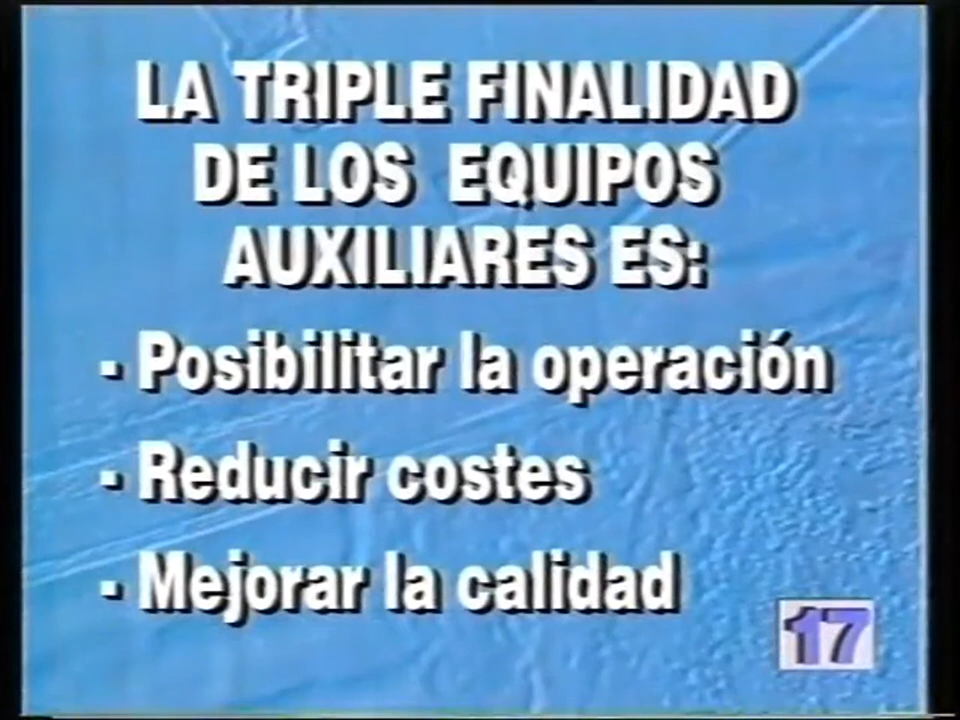 LA TRIPLE FINALIDAD
DE LOS EQUIPOS
AUXILIARES ES:
- Posibilitar la operación
- Reducir costes
- Mejorar la calidad
17